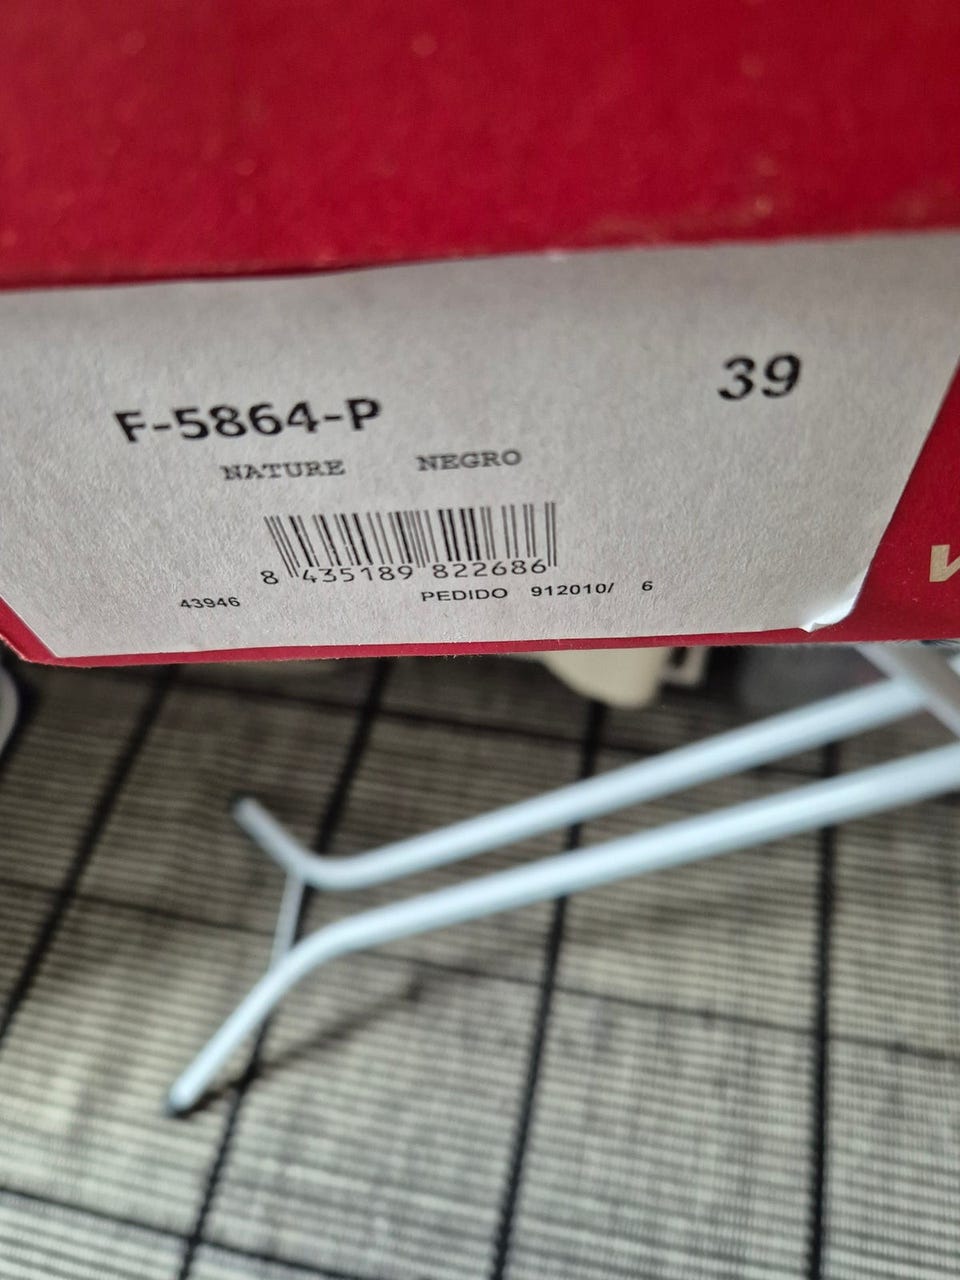 39
F-5864-P
NATURE NEGRO
8 435189 822686
43946 PEDIDO 912010/ 6